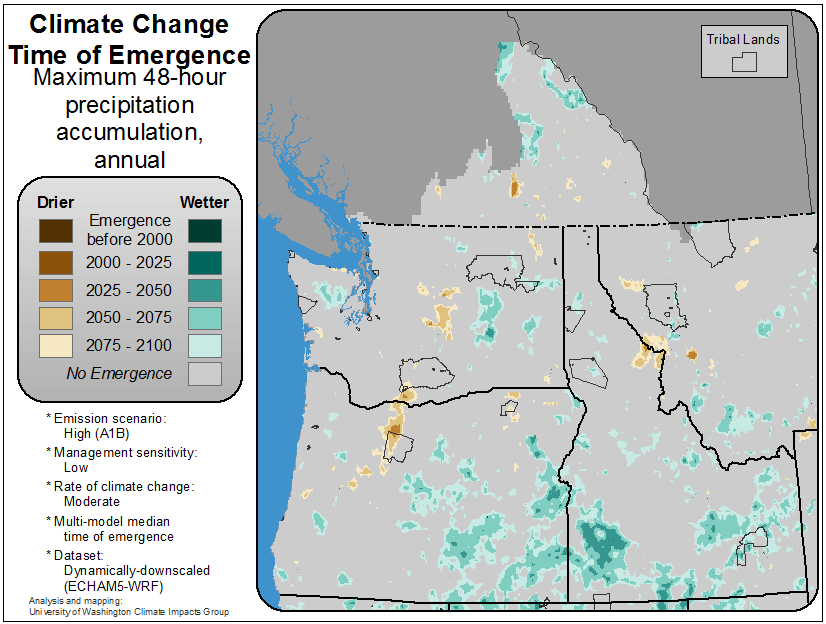 Climate Change
Time of Emergence
Maximum 48-hour
precipitation
accumulation,
annual
Drier
Wetter
Emergence
before 2000
2000 - 2025
2025 - 2050
2050 - 2075
2075 - 2100
No Emergence
* Emission scenario:
High (A1B)
* Management sensitivity:
Low
* Rate of climate change:
Moderate
* Multi-model median
time of emergence
* Dataset:
Dynamically-downscaled
(ECHAM5-WRF)
Analysis and mapping:
University of Washington Climate Impacts Group
Tribal Lands